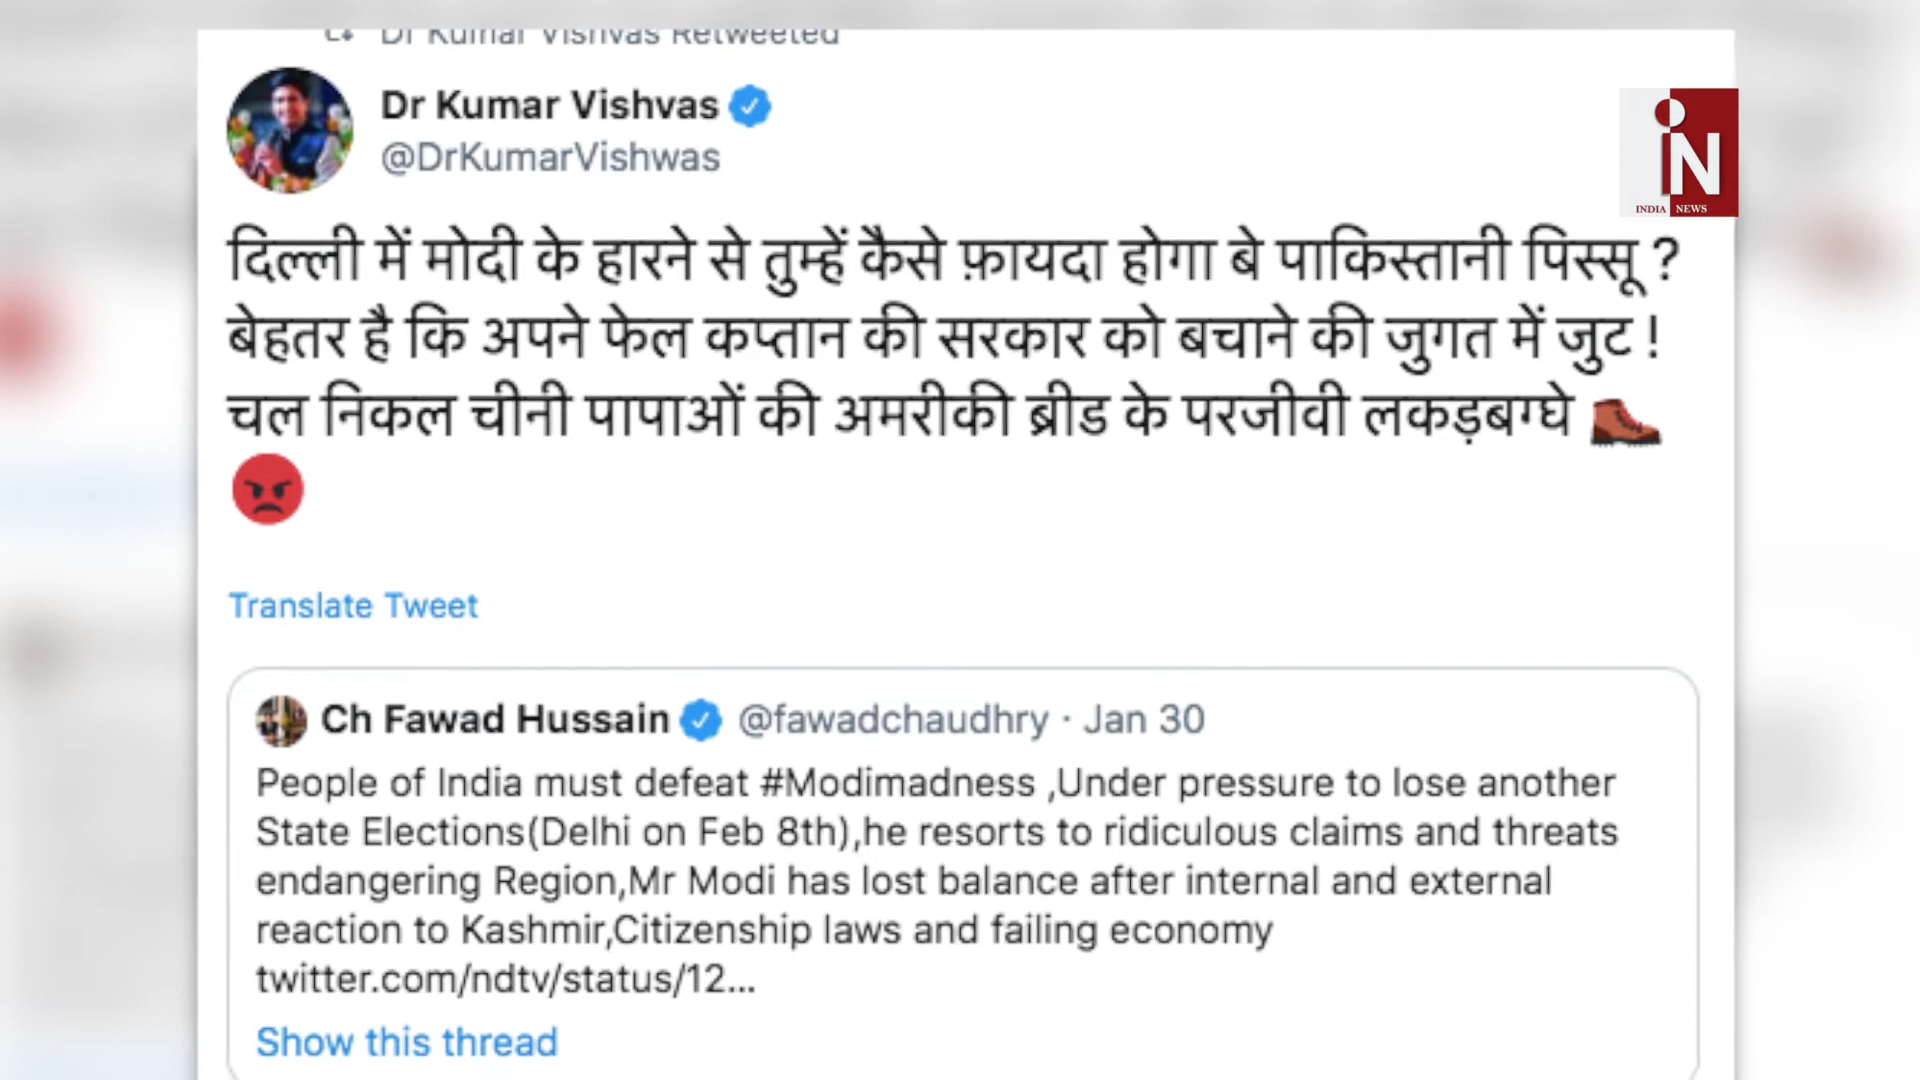 Dr Kumar Vishvas Retweeted
Dr Kumar Vishvas
@DrKumarVishwas
IN
INDIA NEWS
दिल्ली में मोदी के हारने से तुम्हें कैसे फ़ायदा होगा बे पाकिस्तानी पिस्सू ?
बेहतर है कि अपने फेल कप्तान की सरकार को बचाने की जुगत में जुट !
चल निकल चीनी पापाओं की अमरीकी ब्रीड के परजीवी लकड़बग्घे 🥾
😡
Translate Tweet
Ch Fawad Hussain @fawadchaudhry · Jan 30
People of India must defeat #Modimadness ,Under pressure to lose another
State Elections(Delhi on Feb 8th),he resorts to ridiculous claims and threats
endangering Region,Mr Modi has lost balance after internal and external
reaction to Kashmir,Citizenship laws and failing economy
twitter.com/ndtv/status/12...
Show this thread